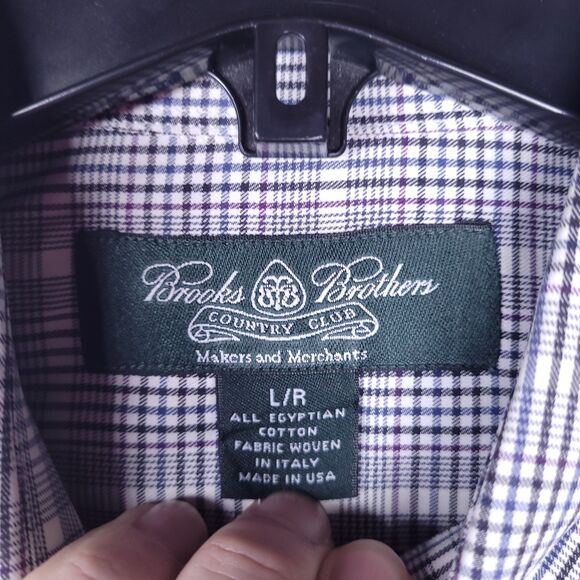 Brooks Brothers
COUNTRY CLUB
Makers and Merchants
L/R
ALL EGYPTIAN
COTTON
FABRIC WOVEN
IN ITALY
MADE IN USA